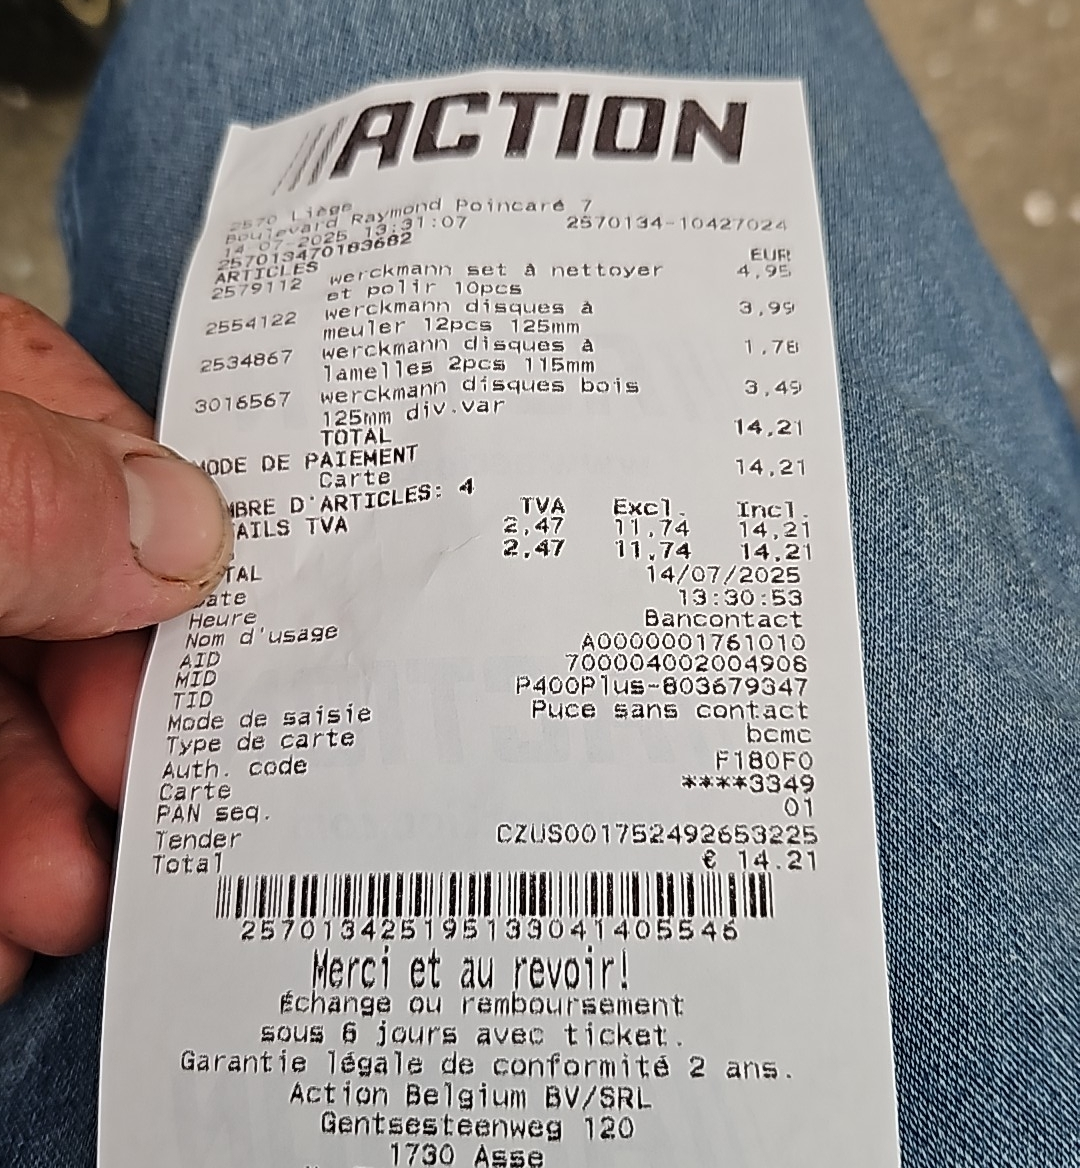 ACTION
2570 Liège
Boulevard Raymond Poincaré 7
14-07-2025 13:31:07 2570134-10427024
257013470183682
ARTICLES EUR
2579112 werckmann set à nettoyer 4,95
et polir 10pcs
2554122 werckmann disques à 3,99
meuler 12pcs 125mm
2534867 werckmann disques à 1,78
lamelles 2pcs 115mm
3016567 werckmann disques bois 3,49
125mm div.var
TOTAL 14,21
MODE DE PAIEMENT
Carte 14,21
MBRE D'ARTICLES: 4
AILS TVA TVA Excl. Incl.
2,47 11,74 14,21
TAL 2,47 11,74 14,21
Date 14/07/2025
Heure 13:30:53
Nom d'usage Bancontact
AID A0000001761010
MID 700004002004908
TID P400Plus-803679347
Mode de saisie Puce sans contact
Type de carte bcmc
Auth. code F180F0
Carte ****3349
PAN seq. 01
Tender CZUS001752492653225
Total € 14.21
257013425195133041405546
Merci et au revoir!
Échange ou remboursement
sous 6 jours avec ticket.
Garantie légale de conformité 2 ans.
Action Belgium BV/SRL
Gentsesteenweg 120
1730 Asse